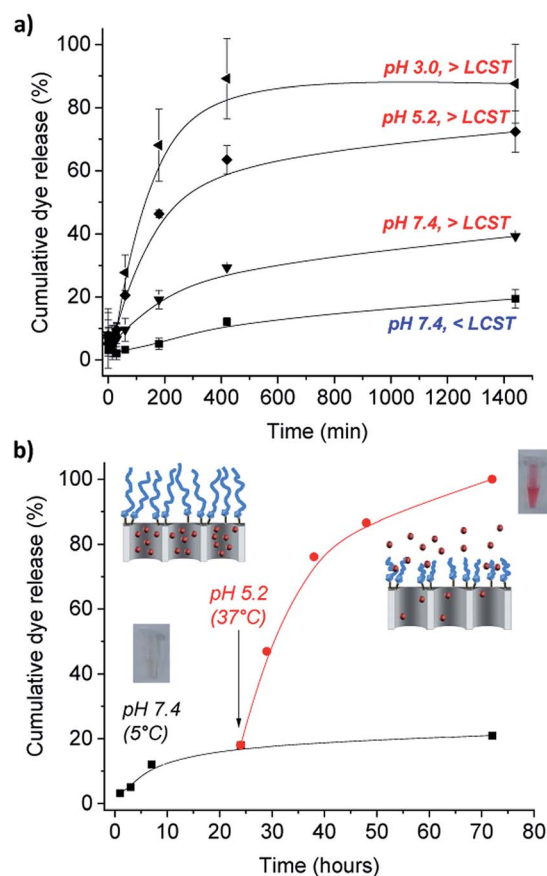 a)
100
80
60
40
20
0
Cumulative dye release (%)
pH 3.0, > LCST
pH 5.2, > LCST
pH 7.4, > LCST
pH 7.4, < LCST
0 200 400 600 800 1000 1200 1400
Time (min)
b)
100
80
60
40
20
0
Cumulative dye release (%)
pH 5.2
(37°C)
pH 7.4
(5°C)
0 10 20 30 40 50 60 70 80
Time (hours)